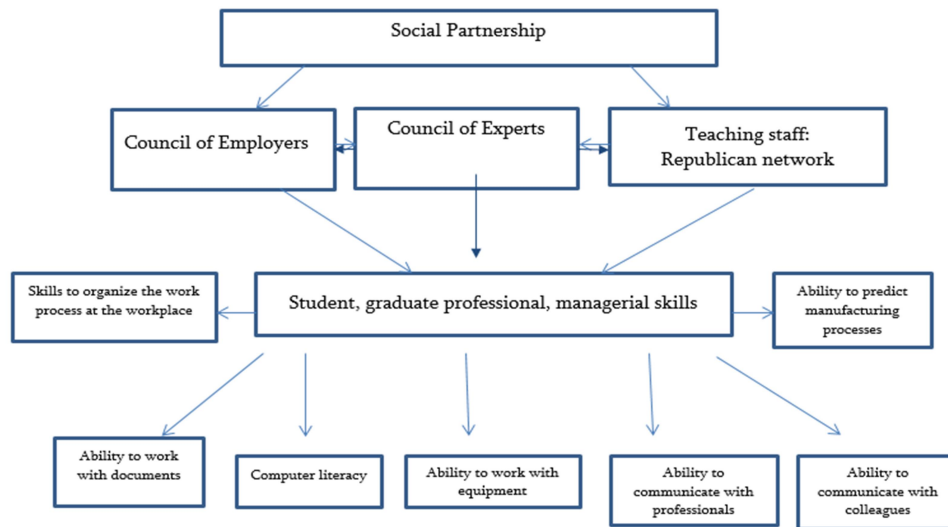 Social Partnership
Council of Employers
Council of Experts
Teaching staff:
Republican network
Skills to organize the work
process at the workplace
Student, graduate professional, managerial skills
Ability to predict
manufacturing
processes
Ability to work
with documents
Computer literacy
Ability to work with
equipment
Ability to
communicate with
professionals
Ability to
communicate with
colleagues